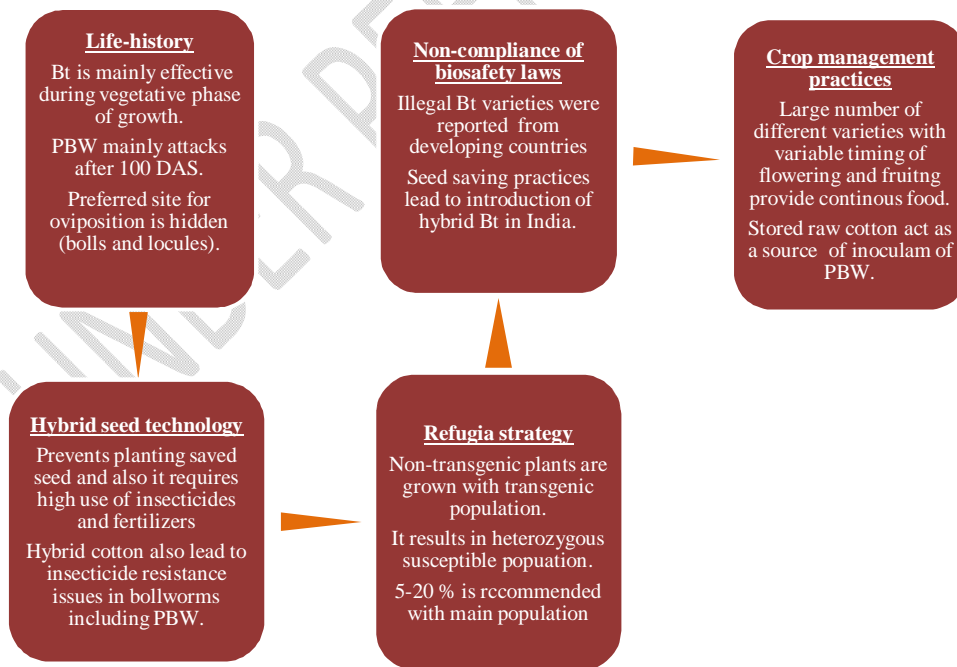 Life-history
Bt is mainly effective
during vegetative phase
of growth.
PBW mainly attacks
after 100 DAS.
Preferred site for
oviposition is hidden
(bolls and locules).
Hybrid seed technology
Prevents planting saved
seed and also it requires
high use of insecticides
and fertilizers
Hybrid cotton also lead to
insecticide resistance
issues in bollworms
including PBW.
Refugia strategy
Non-transgenic plants are
grown with transgenic
population.
It results in heterozygous
susceptible popuation.
5-20 % is rccommended
with main population
Non-compliance of
biosafety laws
Illegal Bt varieties were
reported from
developing countries
Seed saving practices
lead to introduction of
hybrid Bt in India.
Crop management
practices
Large number of
different varieties with
variable timing of
flowering and fruitng
provide continous food.
Stored raw cotton act as
a source of inoculam of
PBW.
UNDER